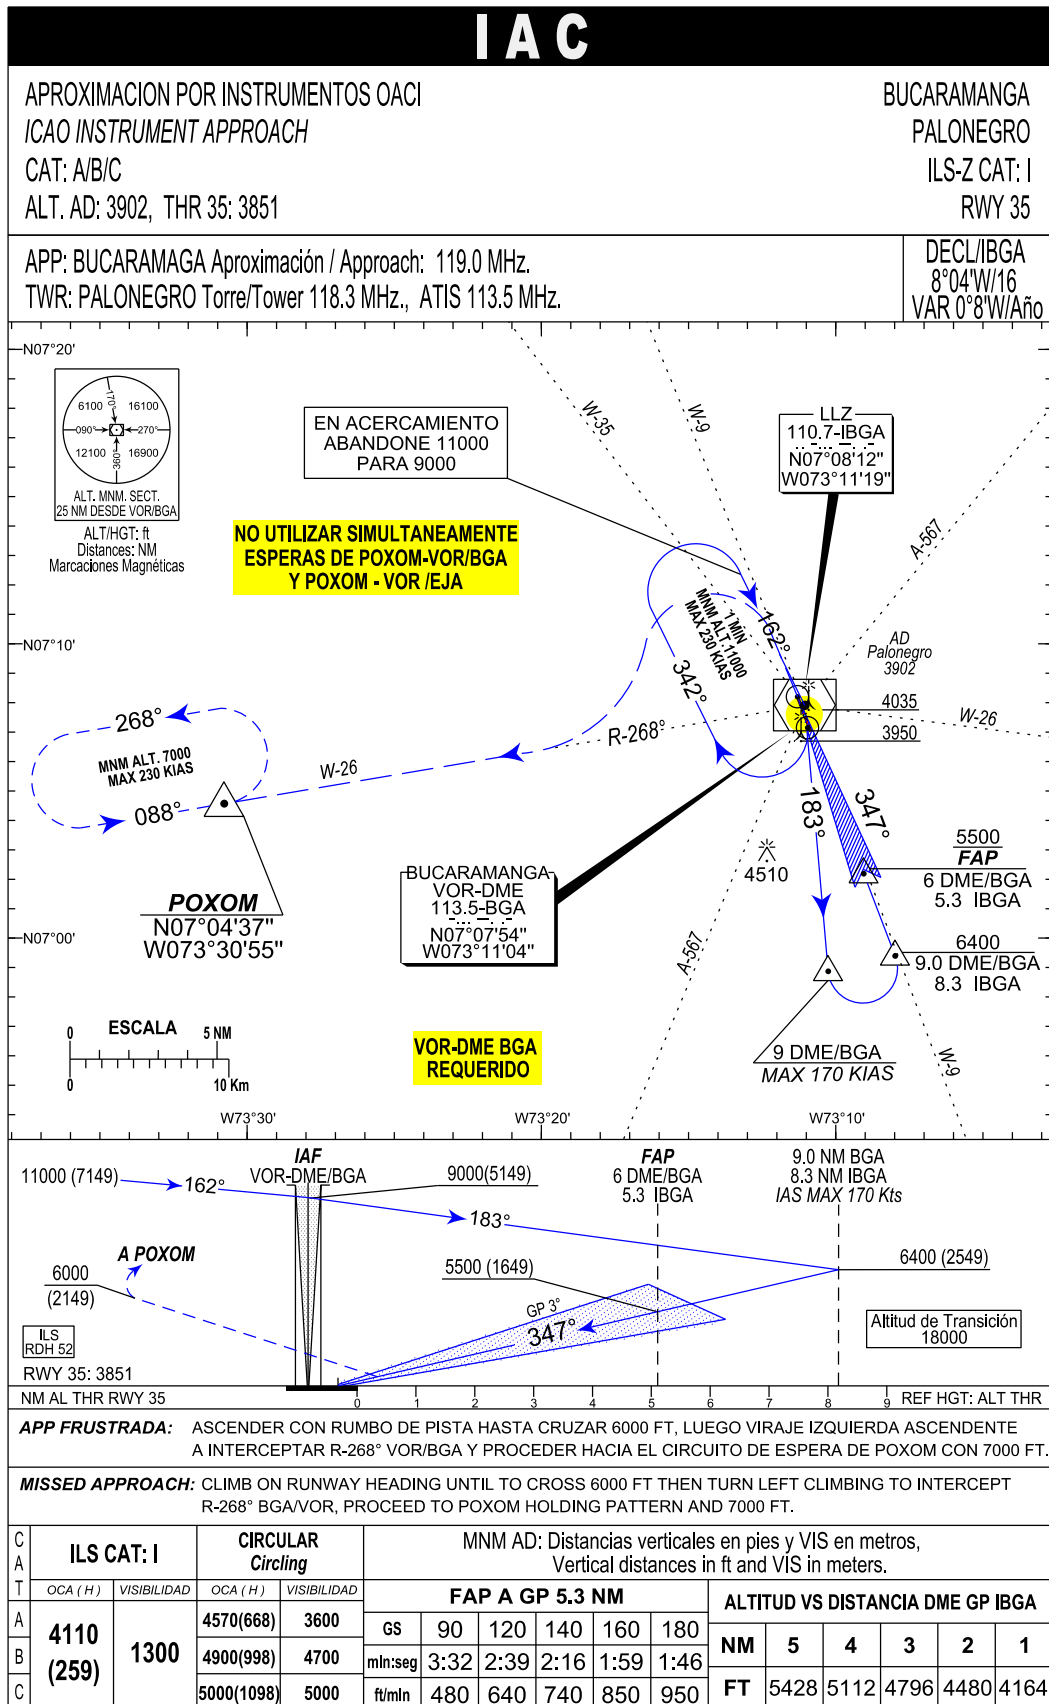 IAC
APROXIMACION POR INSTRUMENTOS OACI
ICAO INSTRUMENT APPROACH
CAT: A/B/C
ALT. AD: 3902, THR 35: 3851
BUCARAMANGA
PALONEGRO
ILS-Z CAT: I
RWY 35
APP: BUCARAMAGA Aproximación / Approach: 119.0 MHz.
TWR: PALONEGRO Torre/Tower 118.3 MHz., ATIS 113.5 MHz.
DECL/IBGA
8°04'W/16
VAR 0°8'W/Año
N07°20'
6100 170° 16100
090° 270°
12100 360° 16900
ALT. MNM. SECT.
25 NM DESDE VOR/BGA
ALT/HGT: ft
Distances: NM
Marcaciones Magnéticas
EN ACERCAMIENTO
ABANDONE 11000
PARA 9000
W-35
W-9
LLZ
110.7-IBGA
N07°08'12"
W073°11'19"
A-567
NO UTILIZAR SIMULTANEAMENTE
ESPERAS DE POXOM-VOR/BGA
Y POXOM - VOR /EJA
N07°10'
1 MIN
MNM ALT.11000
MAX 230 KIAS
162°
342°
AD
Palonegro
3902
4035
3950
W-26
R-268°
268°
MNM ALT. 7000
MAX 230 KIAS
088°
W-26
183°
347°
4510
5500
FAP
6 DME/BGA
5.3 IBGA
POXOM
N07°04'37"
W073°30'55"
BUCARAMANGA
VOR-DME
113.5-BGA
N07°07'54"
W073°11'04"
N07°00'
A-567
6400
9.0 DME/BGA
8.3 IBGA
0 ESCALA 5 NM
0 10 Km
VOR-DME BGA
REQUERIDO
9 DME/BGA
MAX 170 KIAS
W-9
W73°30'
W73°20'
W73°10'
11000 (7149)
162°
IAF
VOR-DME/BGA
9000(5149)
183°
FAP
6 DME/BGA
5.3 IBGA
9.0 NM BGA
8.3 NM IBGA
IAS MAX 170 Kts
A POXOM
6000
(2149)
5500 (1649)
6400 (2549)
GP 3°
347°
Altitud de Transición
18000
ILS
RDH 52
RWY 35: 3851
NM AL THR RWY 35
0 1 2 3 4 5 6 7 8 9
REF HGT: ALT THR
APP FRUSTRADA: ASCENDER CON RUMBO DE PISTA HASTA CRUZAR 6000 FT, LUEGO VIRAJE IZQUIERDA ASCENDENTE
A INTERCEPTAR R-268° VOR/BGA Y PROCEDER HACIA EL CIRCUITO DE ESPERA DE POXOM CON 7000 FT.
MISSED APPROACH: CLIMB ON RUNWAY HEADING UNTIL TO CROSS 6000 FT THEN TURN LEFT CLIMBING TO INTERCEPT
R-268° BGA/VOR, PROCEED TO POXOM HOLDING PATTERN AND 7000 FT.
CAT
ILS CAT: I
CIRCULAR
Circling
MNM AD: Distancias verticales en pies y VIS en metros,
Vertical distances in ft and VIS in meters.
OCA ( H ) VISIBILIDAD OCA ( H ) VISIBILIDAD
FAP A GP 5.3 NM
ALTITUD VS DISTANCIA DME GP IBGA
A 4570(668) 3600
4110
(259)
1300
B 4900(998) 4700
C 5000(1098) 5000
GS 90 120 140 160 180
min:seg 3:32 2:39 2:16 1:59 1:46
ft/min 480 640 740 850 950
NM 5 4 3 2 1
FT 5428 5112 4796 4480 4164